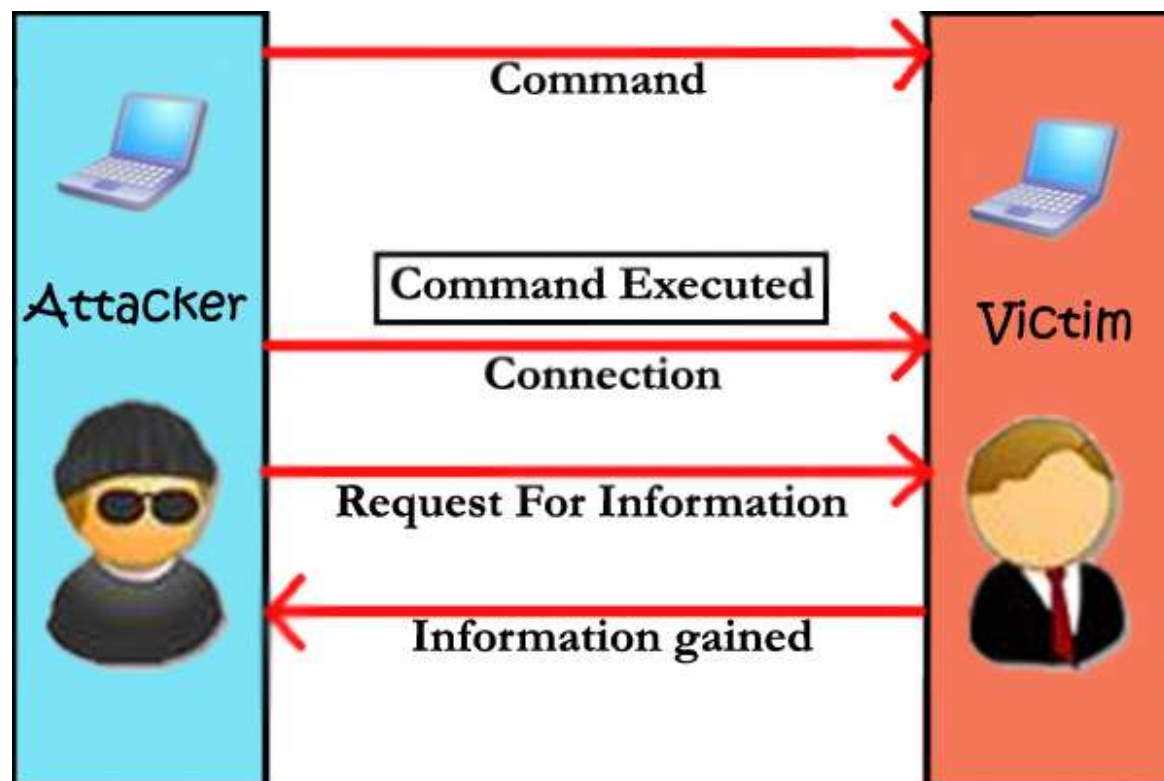 Command
Attacker
Command Executed
Victim
Connection
Request For Information
Information gained